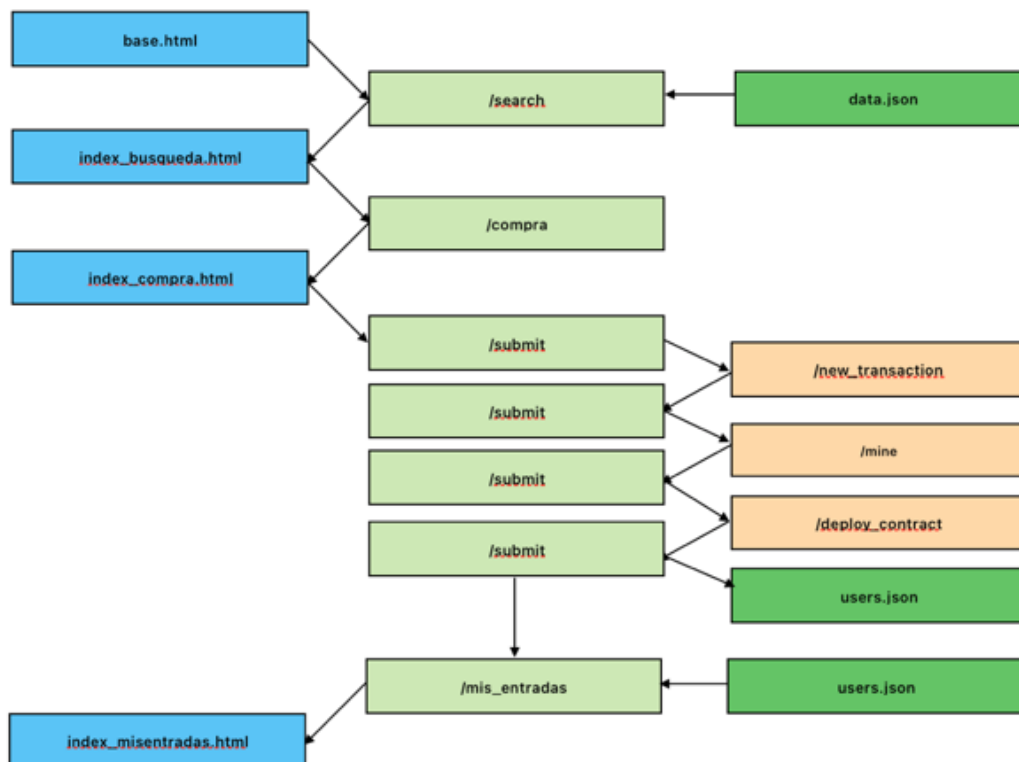 base.html
/search
data.json
index_busqueda.html
/compra
index_compra.html
/submit
/new_transaction
/submit
/mine
/submit
/deploy_contract
/submit
users.json
/mis_entradas
users.json
index_misentradas.html